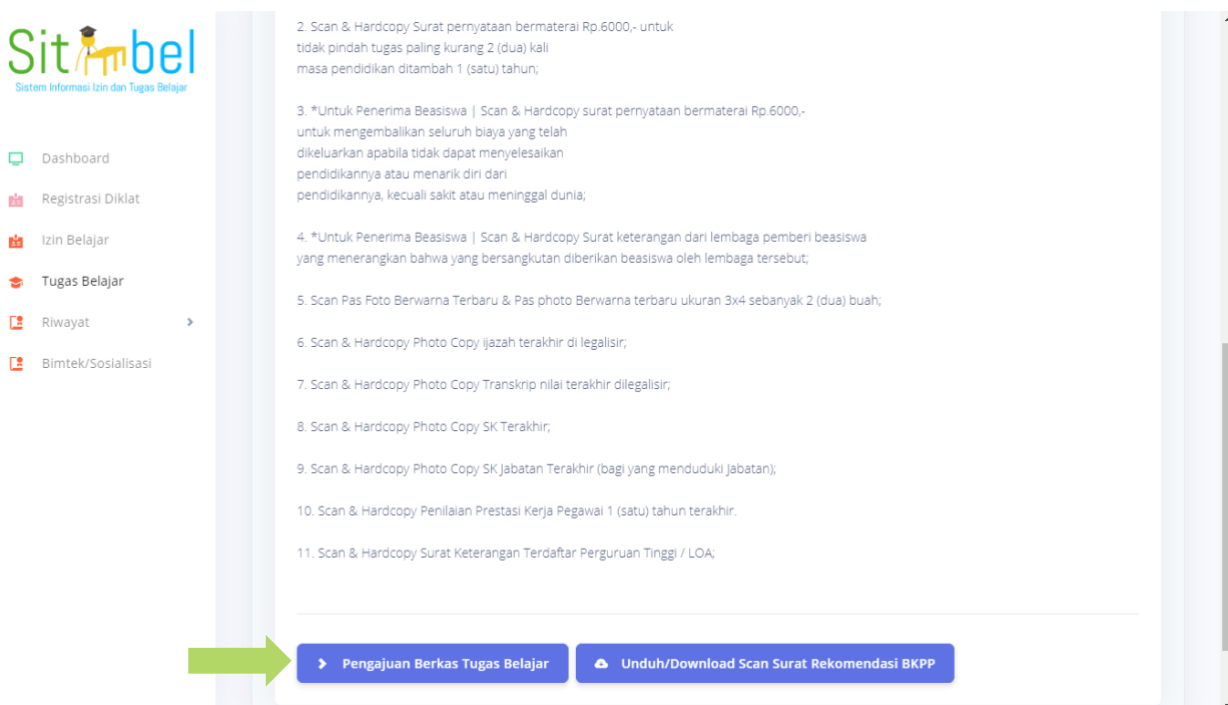 Situbel
Sistem Informasi Izin dan Tugas Belajar
Dashboard
Registrasi Diklat
Izin Belajar
Tugas Belajar
Riwayat
Bimtek/Sosialisasi
2. Scan & Hardcopy Surat pernyataan bermaterai Rp.6000,- untuk
tidak pindah tugas paling kurang 2 (dua) kali
masa pendidikan ditambah 1 (satu) tahun;
3. *Untuk Penerima Beasiswa | Scan & Hardcopy surat pernyataan bermaterai Rp.6000,-
untuk mengembalikan seluruh biaya yang telah
dikeluarkan apabila tidak dapat menyelesaikan
pendidikannya atau menarik diri dari
pendidikannya, kecuali sakit atau meninggal dunia;
4. *Untuk Penerima Beasiswa | Scan & Hardcopy Surat keterangan dari lembaga pemberi beasiswa
yang menerangkan bahwa yang bersangkutan diberikan beasiswa oleh lembaga tersebut;
5. Scan Pas Foto Berwarna Terbaru & Pas photo Berwarna terbaru ukuran 3x4 sebanyak 2 (dua) buah;
6. Scan & Hardcopy Photo Copy ijazah terakhir di legalisir;
7. Scan & Hardcopy Photo Copy Transkrip nilai terakhir dilegalisir;
8. Scan & Hardcopy Photo Copy SK Terakhir;
9. Scan & Hardcopy Photo Copy SK Jabatan Terakhir (bagi yang menduduki Jabatan);
10. Scan & Hardcopy Penilaian Prestasi Kerja Pegawai 1 (satu) tahun terakhir.
11. Scan & Hardcopy Surat Keterangan Terdaftar Perguruan Tinggi / LOA;
Pengajuan Berkas Tugas Belajar
Unduh/Download Scan Surat Rekomendasi BKPP